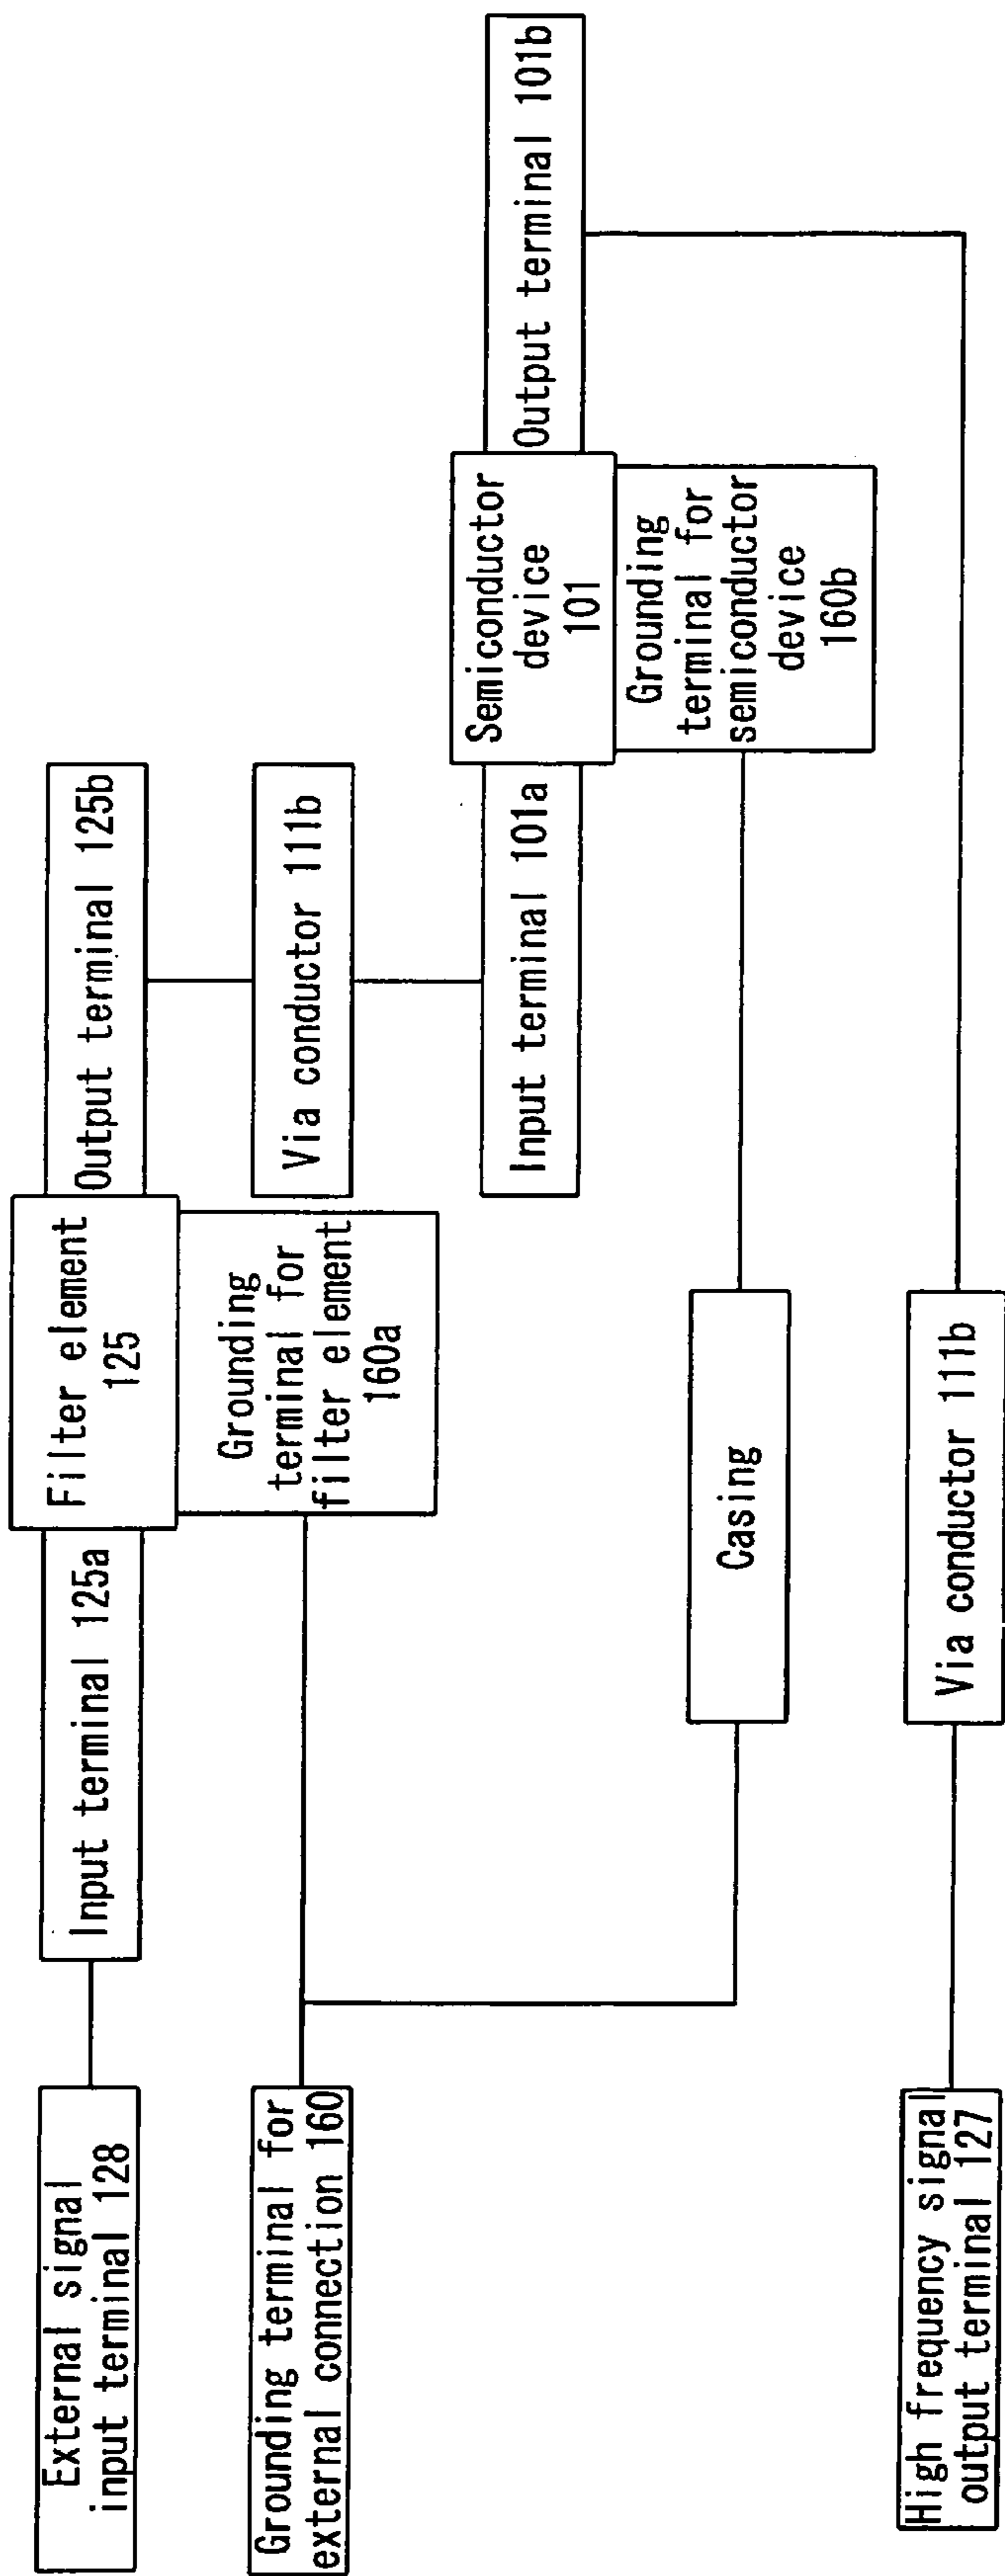 External signal
input terminal 128
Input terminal 125a
Filter element
125
Output terminal 125b
Grounding terminal for
external connection 160
Grounding
terminal for
filter element
160a
Via conductor 111b
Input terminal 101a
Semiconductor
device
101
Output terminal 101b
Grounding
terminal for
semiconductor
device
160b
Casing
High frequency signal
output terminal 127
Via conductor 111b